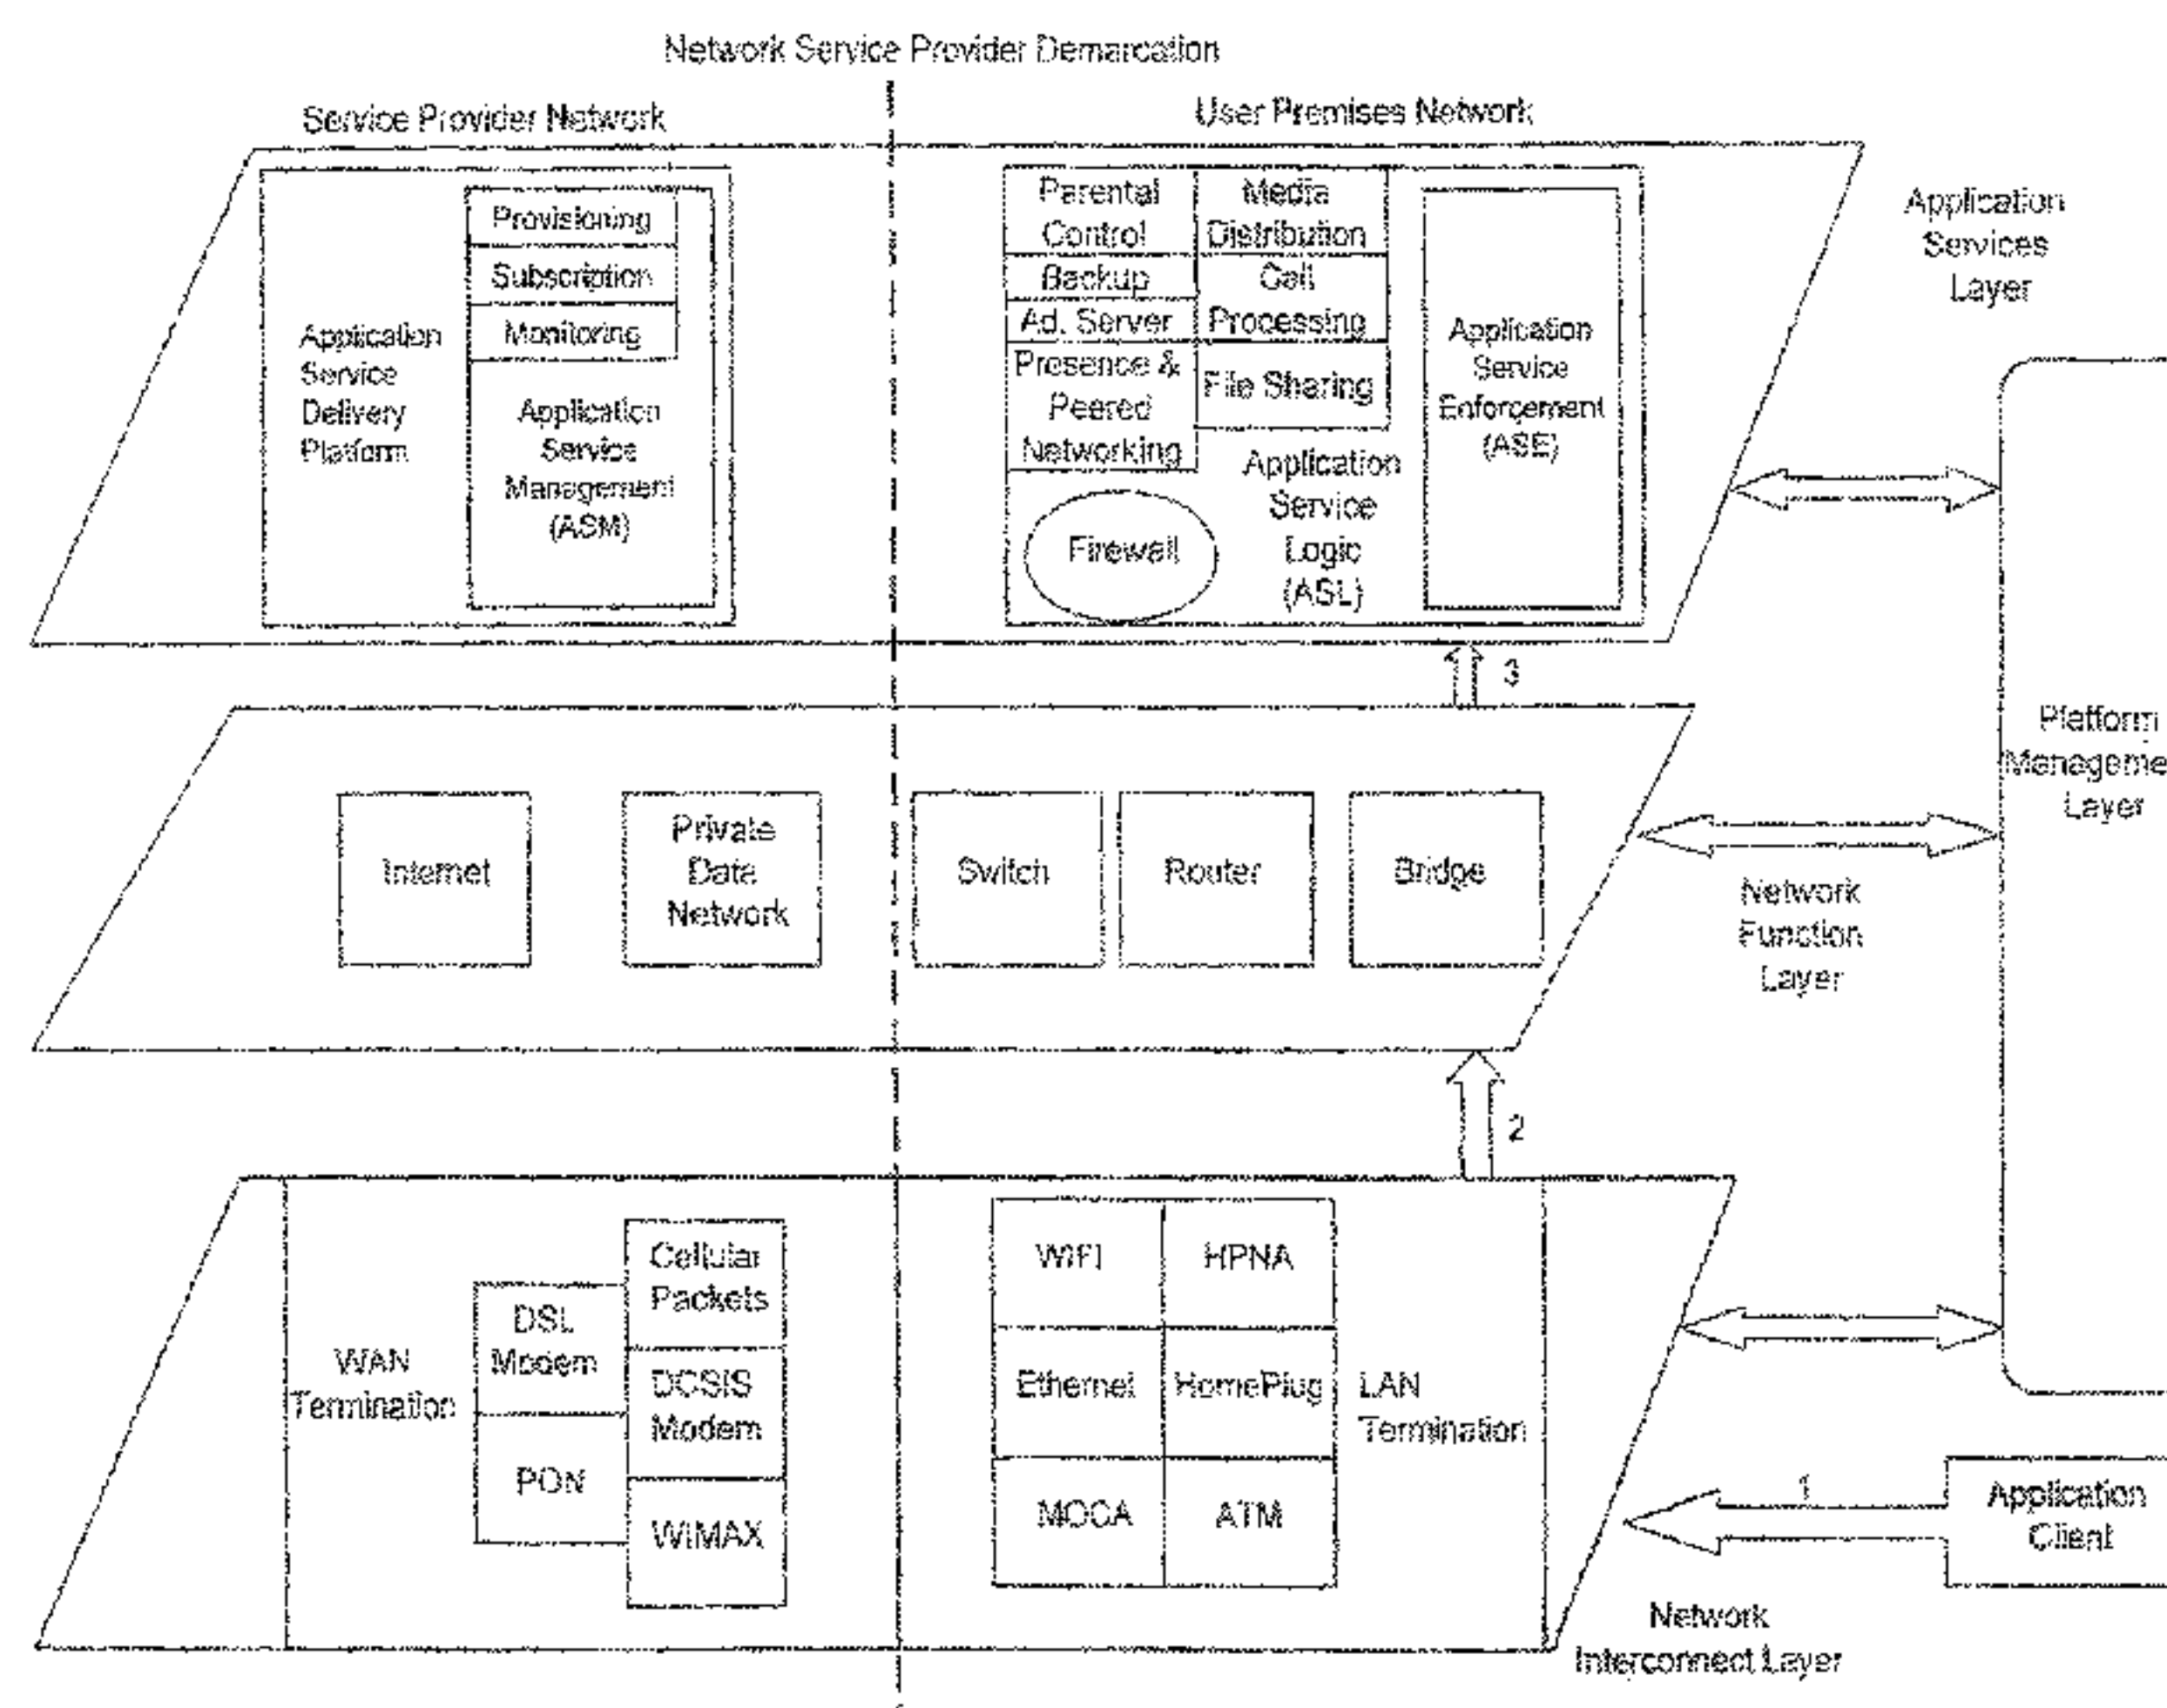 Network Service Provider Demarcation
Service Provider Network
User Premises Network
Provisioning
Subscription
Monitoring
Application
Service
Delivery
Platform
Application
Service
Management
(ASM)
Parental
Control
Media
Distribution
Backup
Call
Processing
Ad. Server
Presence &
Peered
Networking
File Sharing
Application
Service
Logic
(ASL)
Firewall
Application
Service
Enforcement
(ASE)
Application
Services
Layer
3
Internet
Private
Data
Network
Switch
Router
Bridge
Network
Function
Layer
Platform
Manageme
Layer
2
WAN
Termination
DSL
Modem
PON
Cellular
Packets
DCSIS
Modem
WIMAX
WIFI
HPNA
Ethernet
HomePlug
MOCA
ATM
LAN
Termination
1
Application
Client
Network
Interconnect Layer